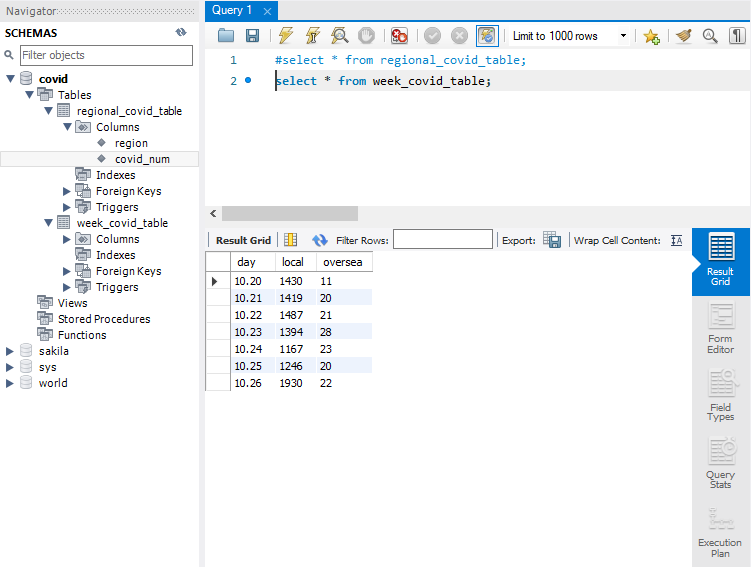 Navigator
Query 1
SCHEMAS
Filter objects
covid
Tables
regional_covid_table
Columns
region
covid_num
Indexes
Foreign Keys
Triggers
week_covid_table
Columns
Indexes
Foreign Keys
Triggers
Views
Stored Procedures
Functions
sakila
sys
world
Limit to 1000 rows
1 #select * from regional_covid_table;
2 select * from week_covid_table;
Result Grid Filter Rows: Export: Wrap Cell Content:
day local oversea
10.20 1430 11
10.21 1419 20
10.22 1487 21
10.23 1394 28
10.24 1167 23
10.25 1246 20
10.26 1930 22
Result
Grid
Form
Editor
Field
Types
Query
Stats
Execution
Plan